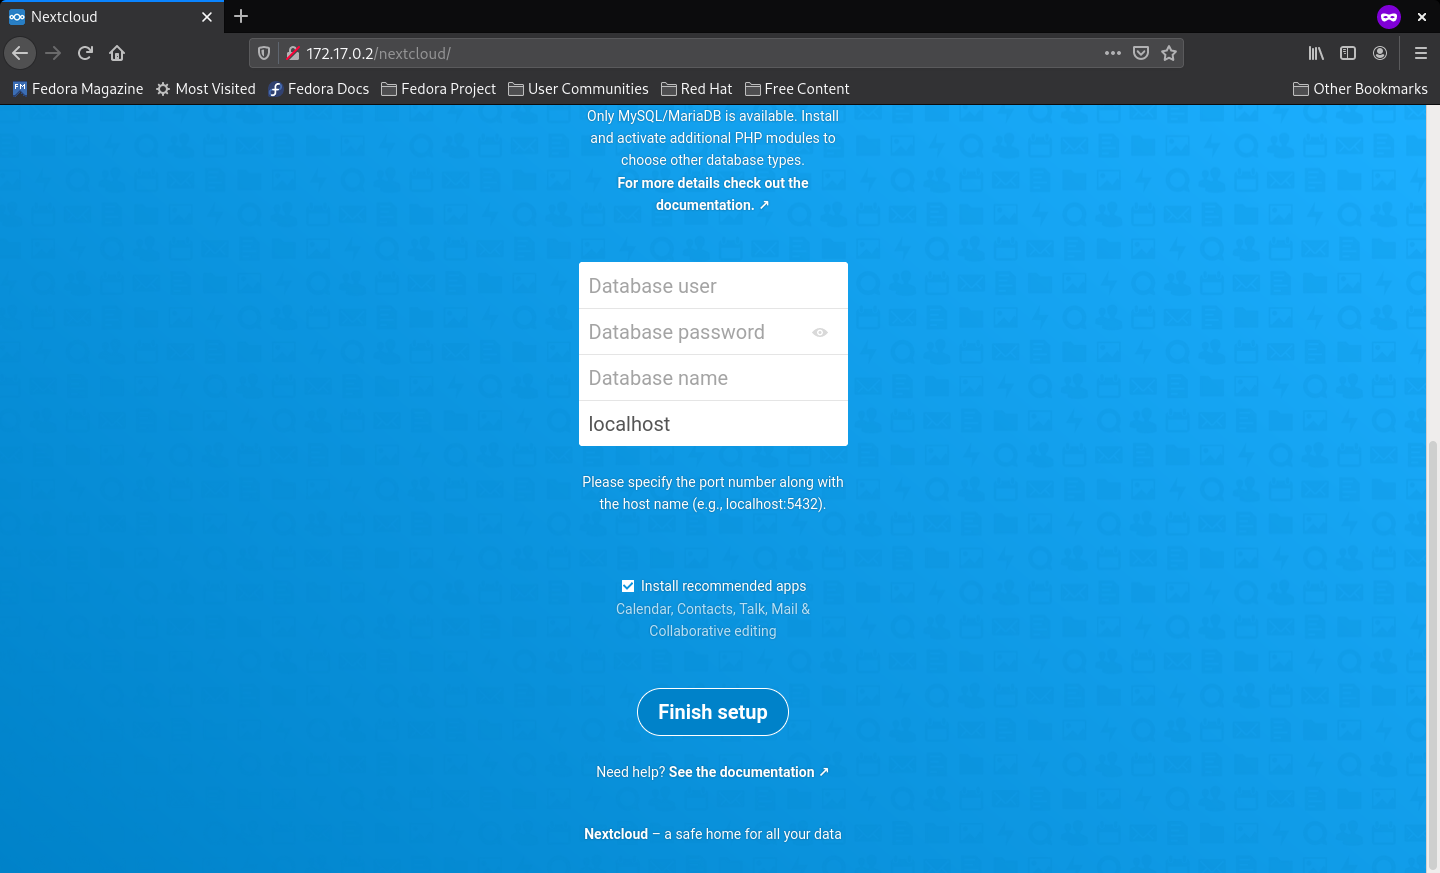 Nextcloud
172.17.0.2/nextcloud/
Fedora Magazine
Most Visited
Fedora Docs
Fedora Project
User Communities
Red Hat
Free Content
Other Bookmarks
Only MySQL/MariaDB is available. Install
and activate additional PHP modules to
choose other database types.
For more details check out the
documentation. ↗
Database user
Database password
Database name
localhost
Please specify the port number along with
the host name (e.g., localhost:5432).
Install recommended apps
Calendar, Contacts, Talk, Mail &
Collaborative editing
Finish setup
Need help? See the documentation ↗
Nextcloud – a safe home for all your data